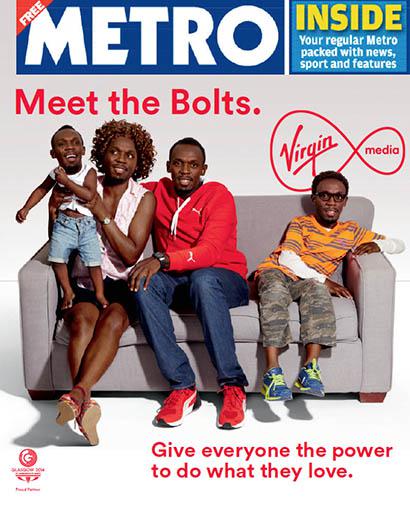 FREE
METRO
INSIDE
Your regular Metro
packed with news,
sport and features
Meet the Bolts.
Virgin media
Give everyone the power
to do what they love.
GLASGOW 2014
Proud Partner